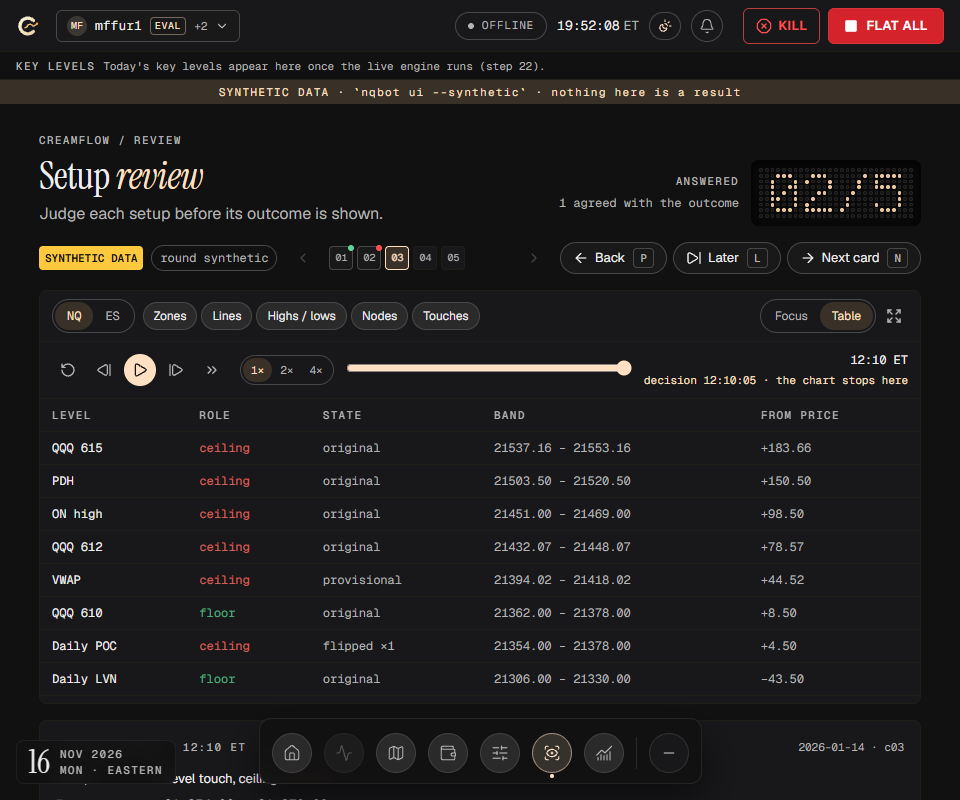 MF mffur1 EVAL +2 OFFLINE 19:52:08 ET KILL FLAT ALL
KEY LEVELS Today's key levels appear here once the live engine runs (step 22).
SYNTHETIC DATA · `nqbot ui --synthetic` · nothing here is a result
CREAMFLOW / REVIEW
Setup review
Judge each setup before its outcome is shown.
ANSWERED
1 agreed with the outcome
02/5
SYNTHETIC DATA round synthetic 01 02 03 04 05 Back P Later L Next card N
NQ ES Zones Lines Highs / lows Nodes Touches Focus Table
1× 2× 4× 12:10 ET
decision 12:10:05 · the chart stops here
LEVEL ROLE STATE BAND FROM PRICE
QQQ 615 ceiling original 21537.16 – 21553.16 +183.66
PDH ceiling original 21503.50 – 21520.50 +150.50
ON high ceiling original 21451.00 – 21469.00 +98.50
QQQ 612 ceiling original 21432.07 – 21448.07 +78.57
VWAP ceiling provisional 21394.02 – 21418.02 +44.52
QQQ 610 floor original 21362.00 – 21378.00 +8.50
Daily POC ceiling flipped ×1 21354.00 – 21378.00 +4.50
Daily LVN floor original 21306.00 – 21330.00 −43.50
12:10 ET 2026-01-14 · c03
16 NOV 2026
MON · EASTERN
level touch,